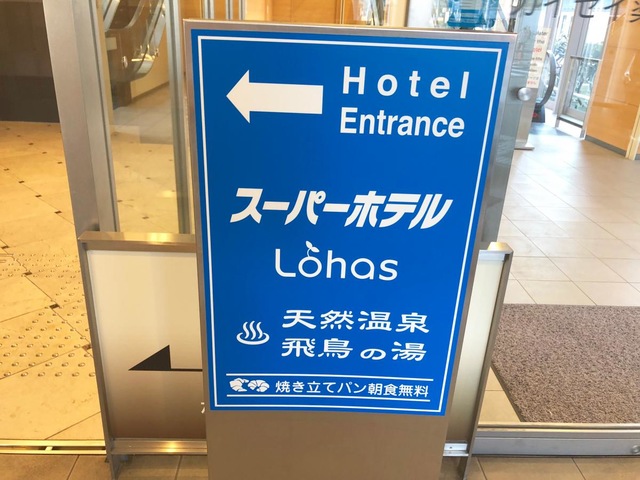 Hotel
Entrance
スーパーホテル
Lohas
天然温泉
飛鳥の湯
焼き立てパン朝食無料